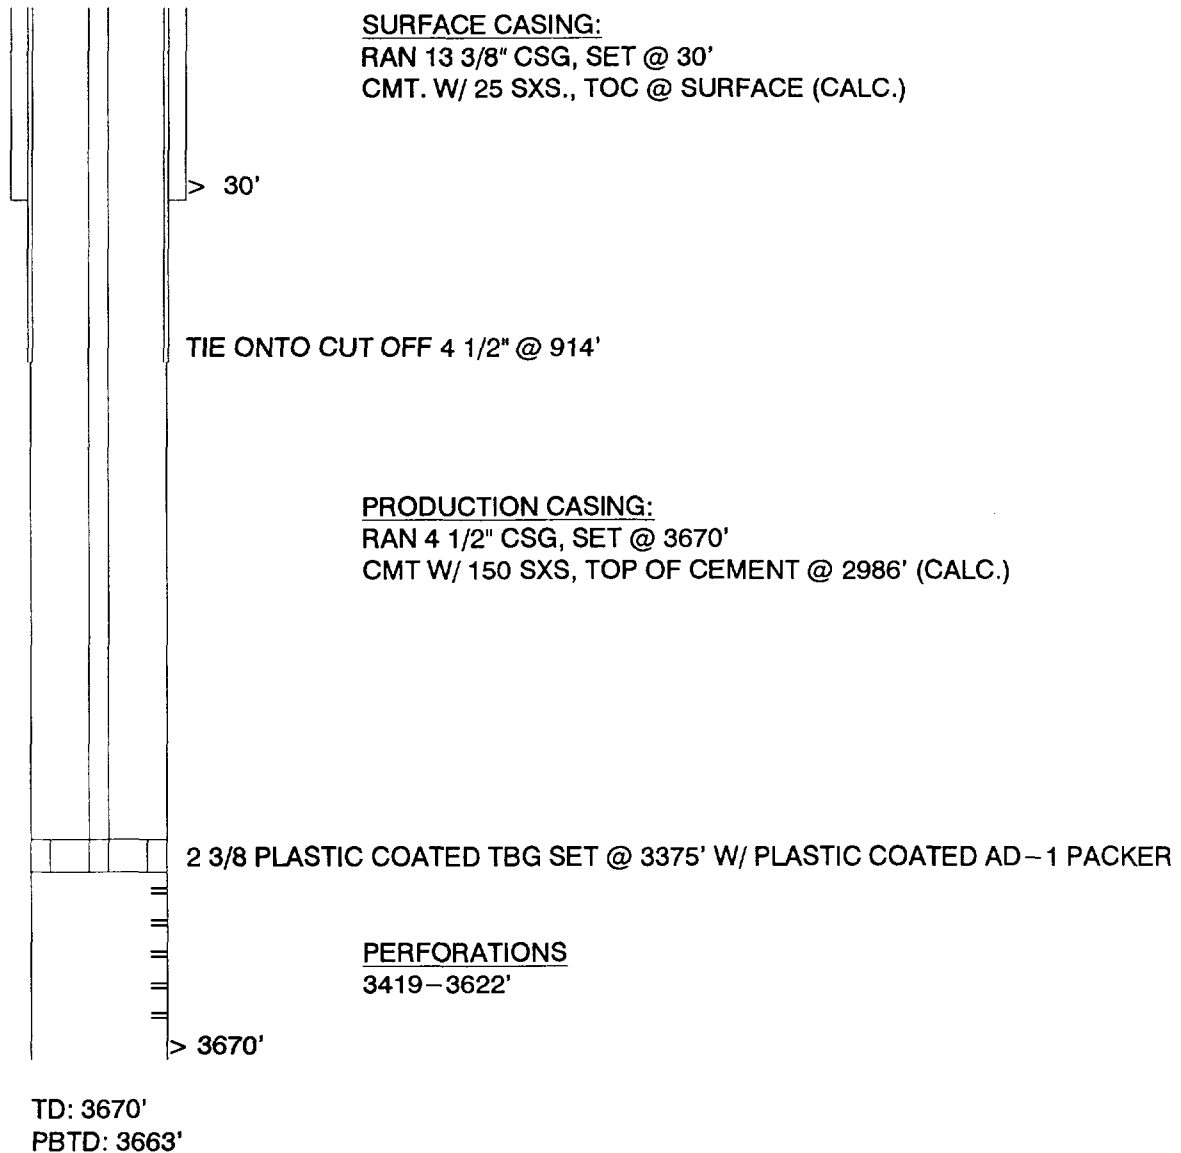 SURFACE CASING:
RAN 13 3/8" CSG, SET @ 30'
CMT. W/ 25 SXS., TOC @ SURFACE (CALC.)
> 30'
TIE ONTO CUT OFF 4 1/2" @ 914'
PRODUCTION CASING:
RAN 4 1/2" CSG, SET @ 3670'
CMT W/ 150 SXS, TOP OF CEMENT @ 2986' (CALC.)
2 3/8 PLASTIC COATED TBG SET @ 3375' W/ PLASTIC COATED AD-1 PACKER
PERFORATIONS
3419-3622'
> 3670'
TD: 3670'
PBTD: 3663'